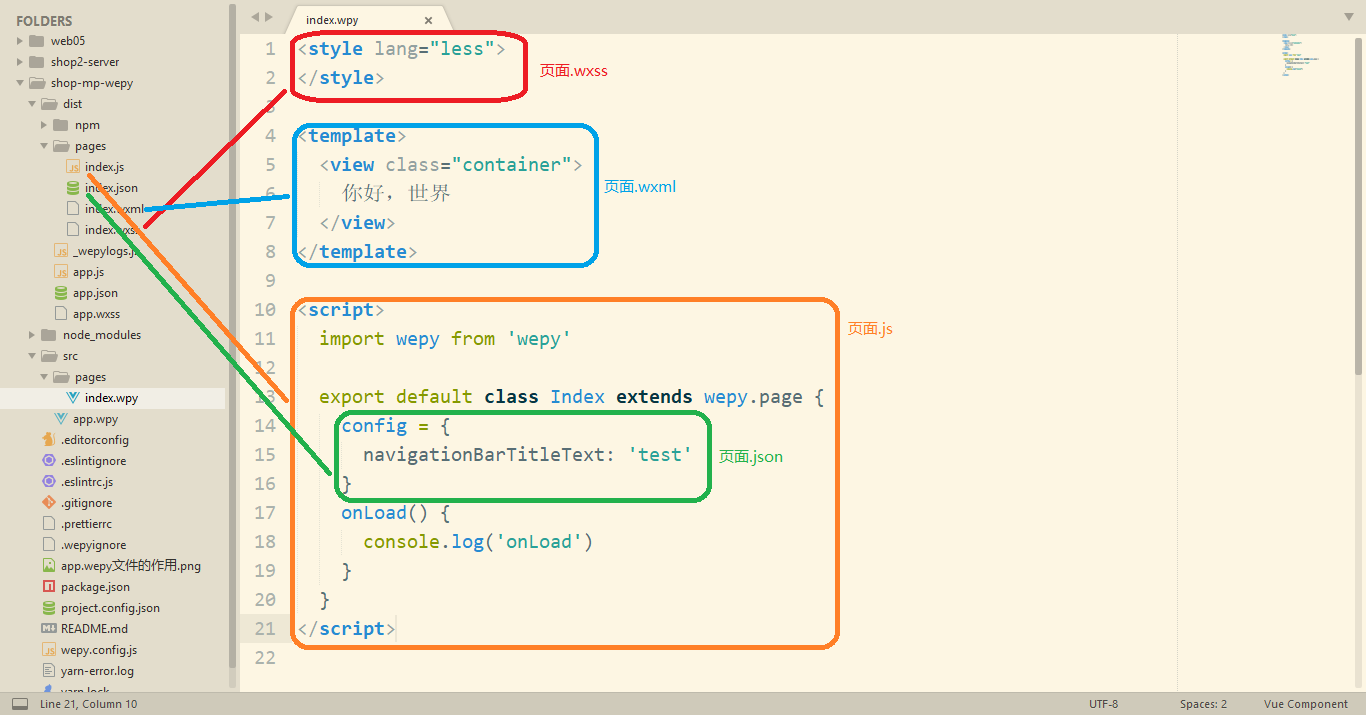 FOLDERS
web05
shop2-server
shop-mp-wepy
dist
npm
pages
index.js
index.json
index.wxml
index.wxss
_wepylogs.js
app.js
app.json
app.wxss
node_modules
src
pages
index.wpy
app.wpy
.editorconfig
.eslintignore
.eslintrc.js
.gitignore
.prettierrc
.wepyignore
app.wepy文件的作用.png
package.json
project.config.json
README.md
wepy.config.js
yarn-error.log
yarn.lock
index.wpy ×
1 <style lang="less">
2 </style>
3
4 <template>
5 <view class="container">
6 你好，世界
7 </view>
8 </template>
9
10 <script>
11 import wepy from 'wepy'
12
13 export default class Index extends wepy.page {
14 config = {
15 navigationBarTitleText: 'test'
16 }
17 onLoad() {
18 console.log('onLoad')
19 }
20 }
21 </script>
22
页面.wxss
页面.wxml
页面.js
页面.json
Line 21, Column 10
UTF-8
Spaces: 2
Vue Component